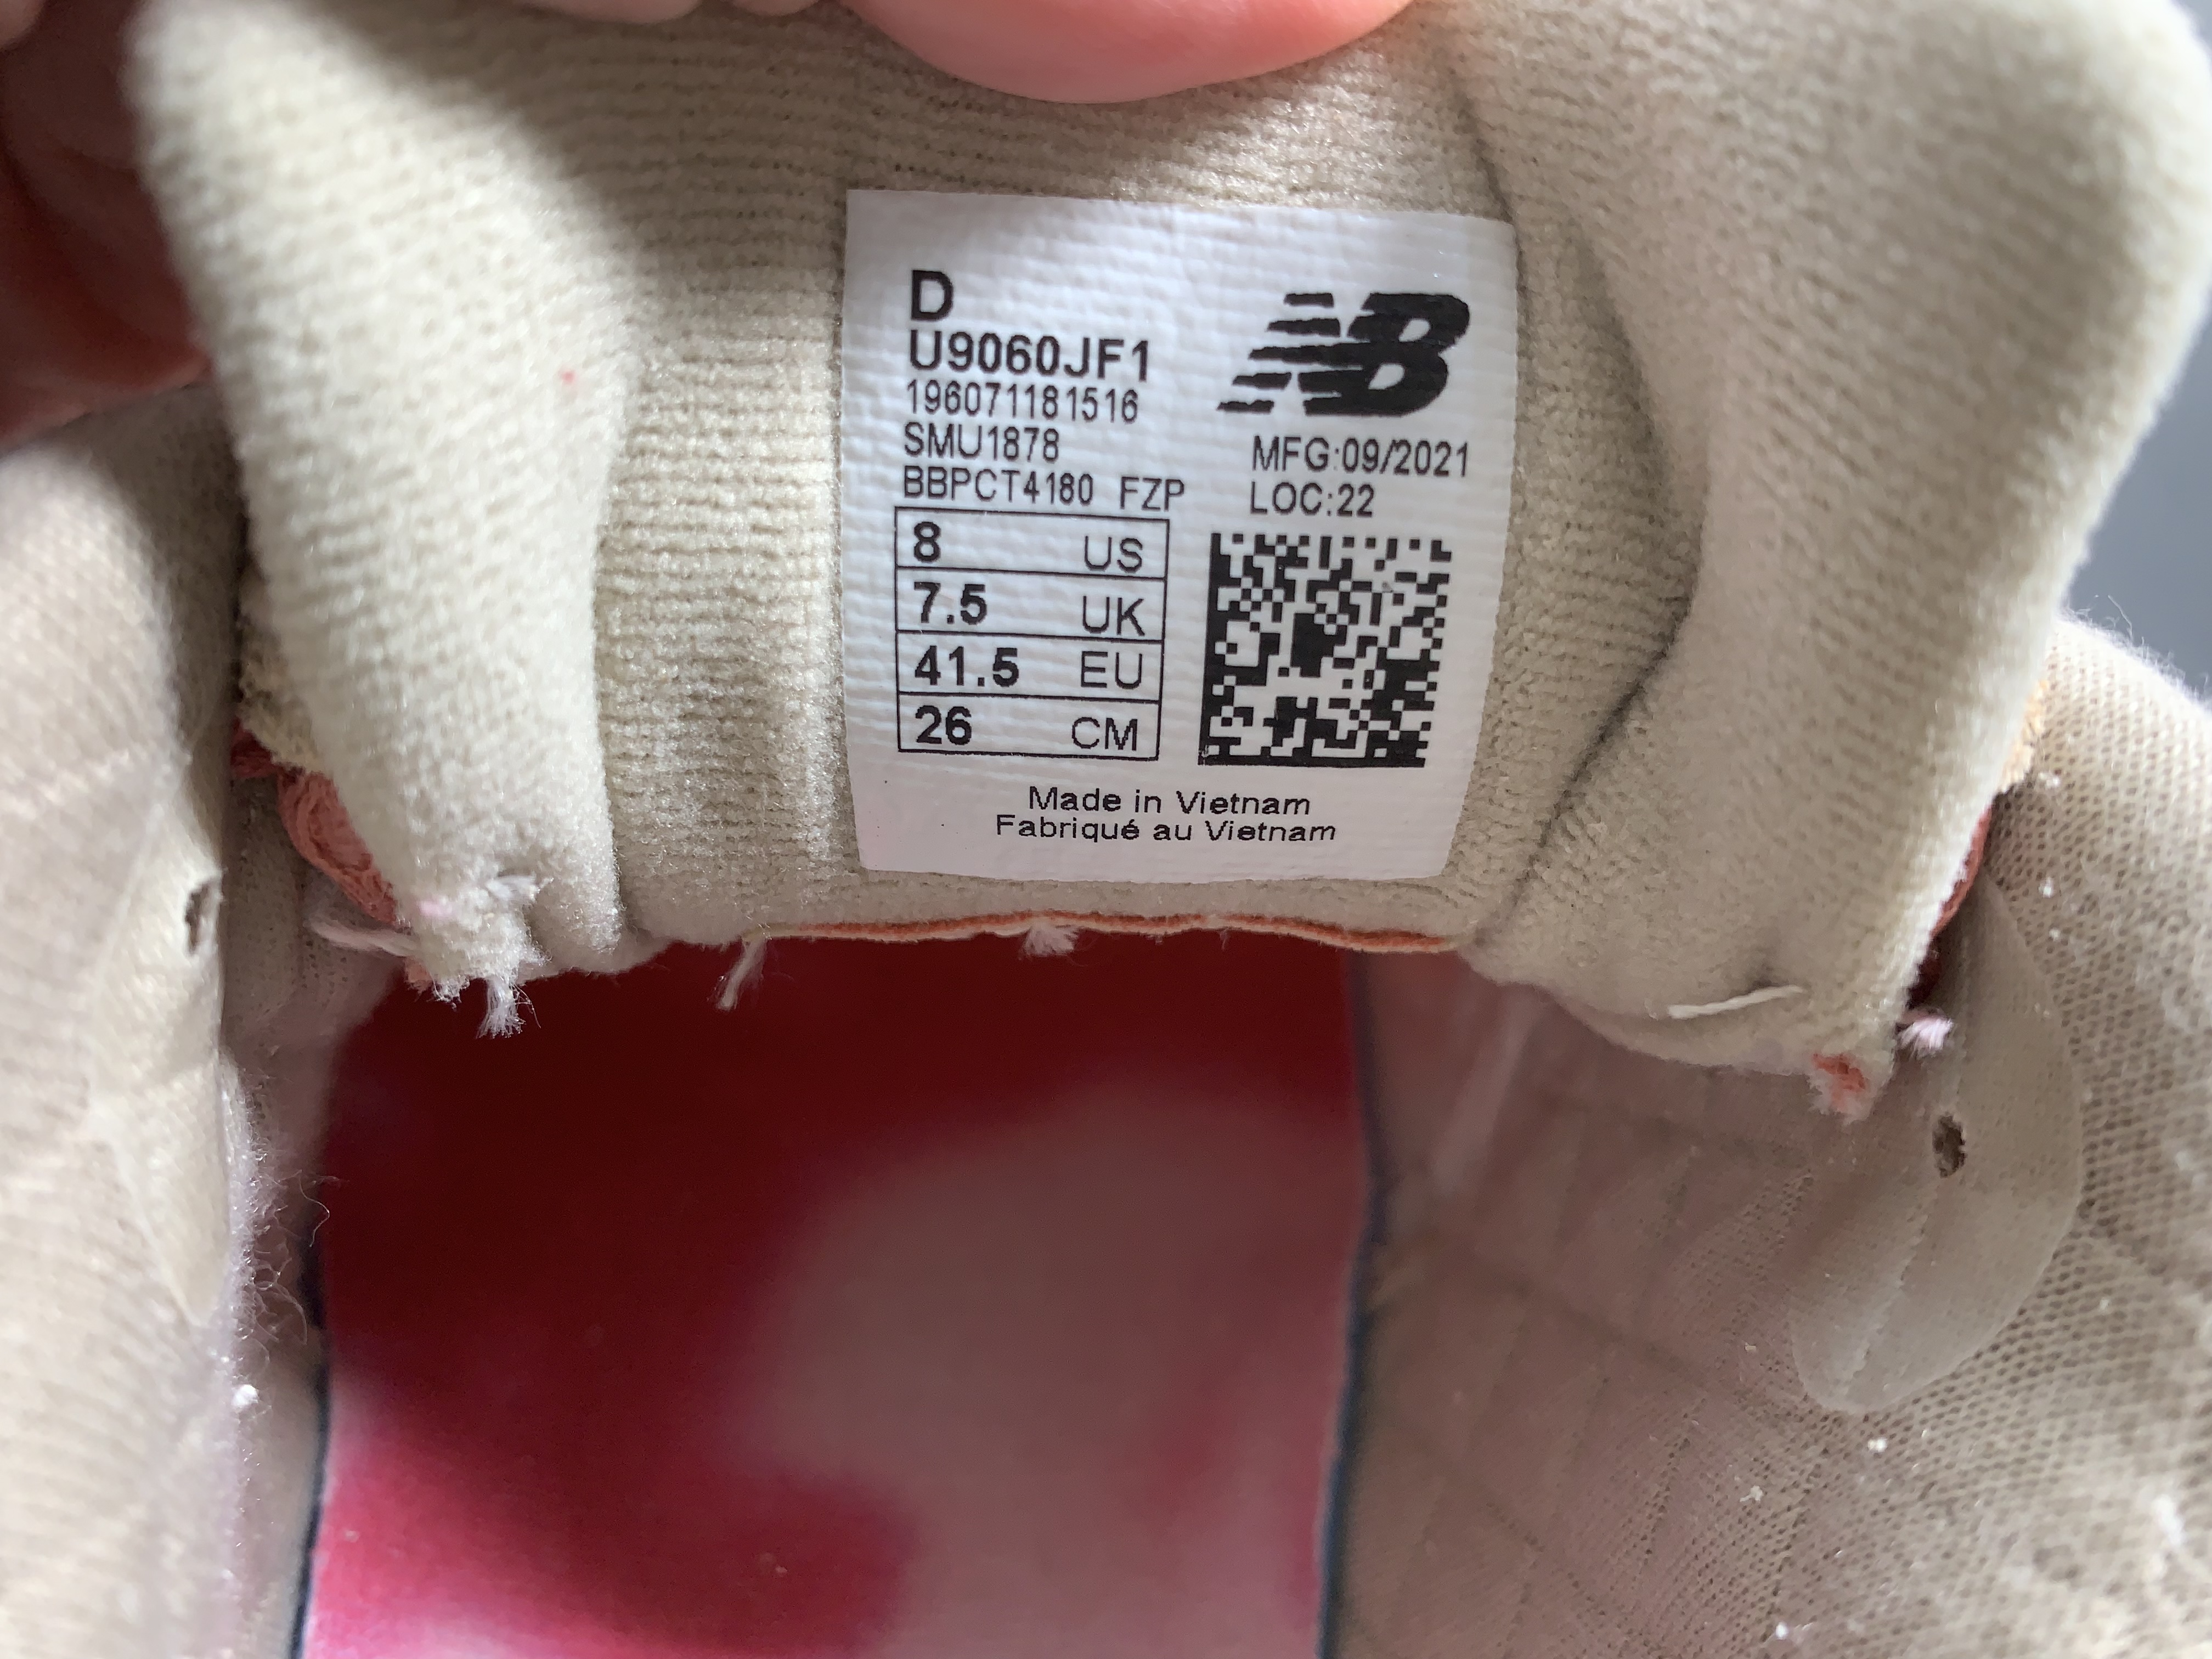 D
U9060JF1
196071181516
SMU1878
BBPCT4180 FZP
NB
MFG:09/2021
LOC:22
8 US
7.5 UK
41.5 EU
26 CM
Made in Vietnam
Fabriqué au Vietnam